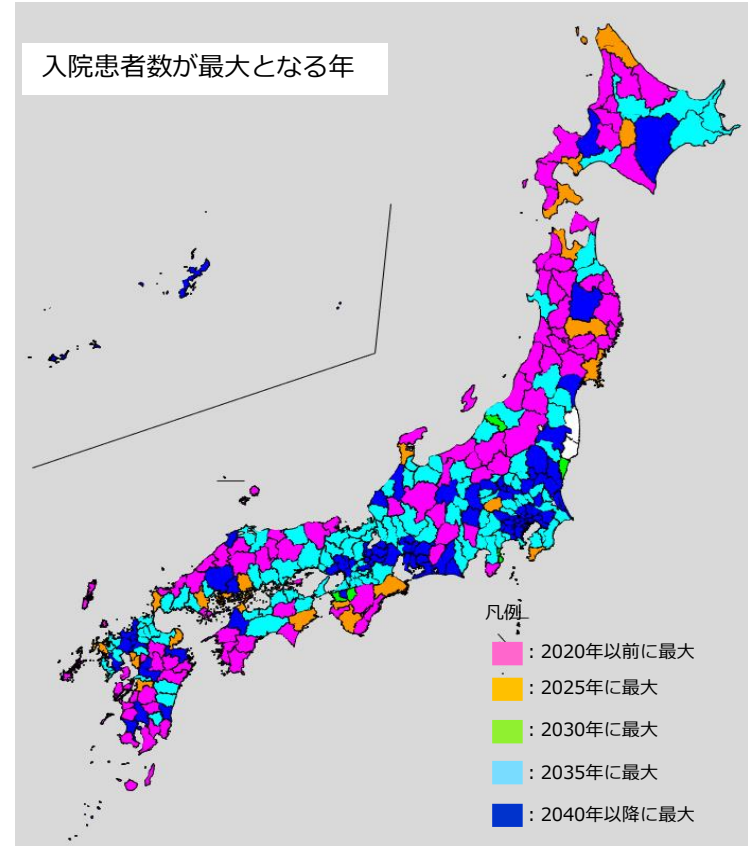 入院患者数が最大となる年
凡例
：2020年以前に最大
：2025年に最大
：2030年に最大
：2035年に最大
：2040年以降に最大